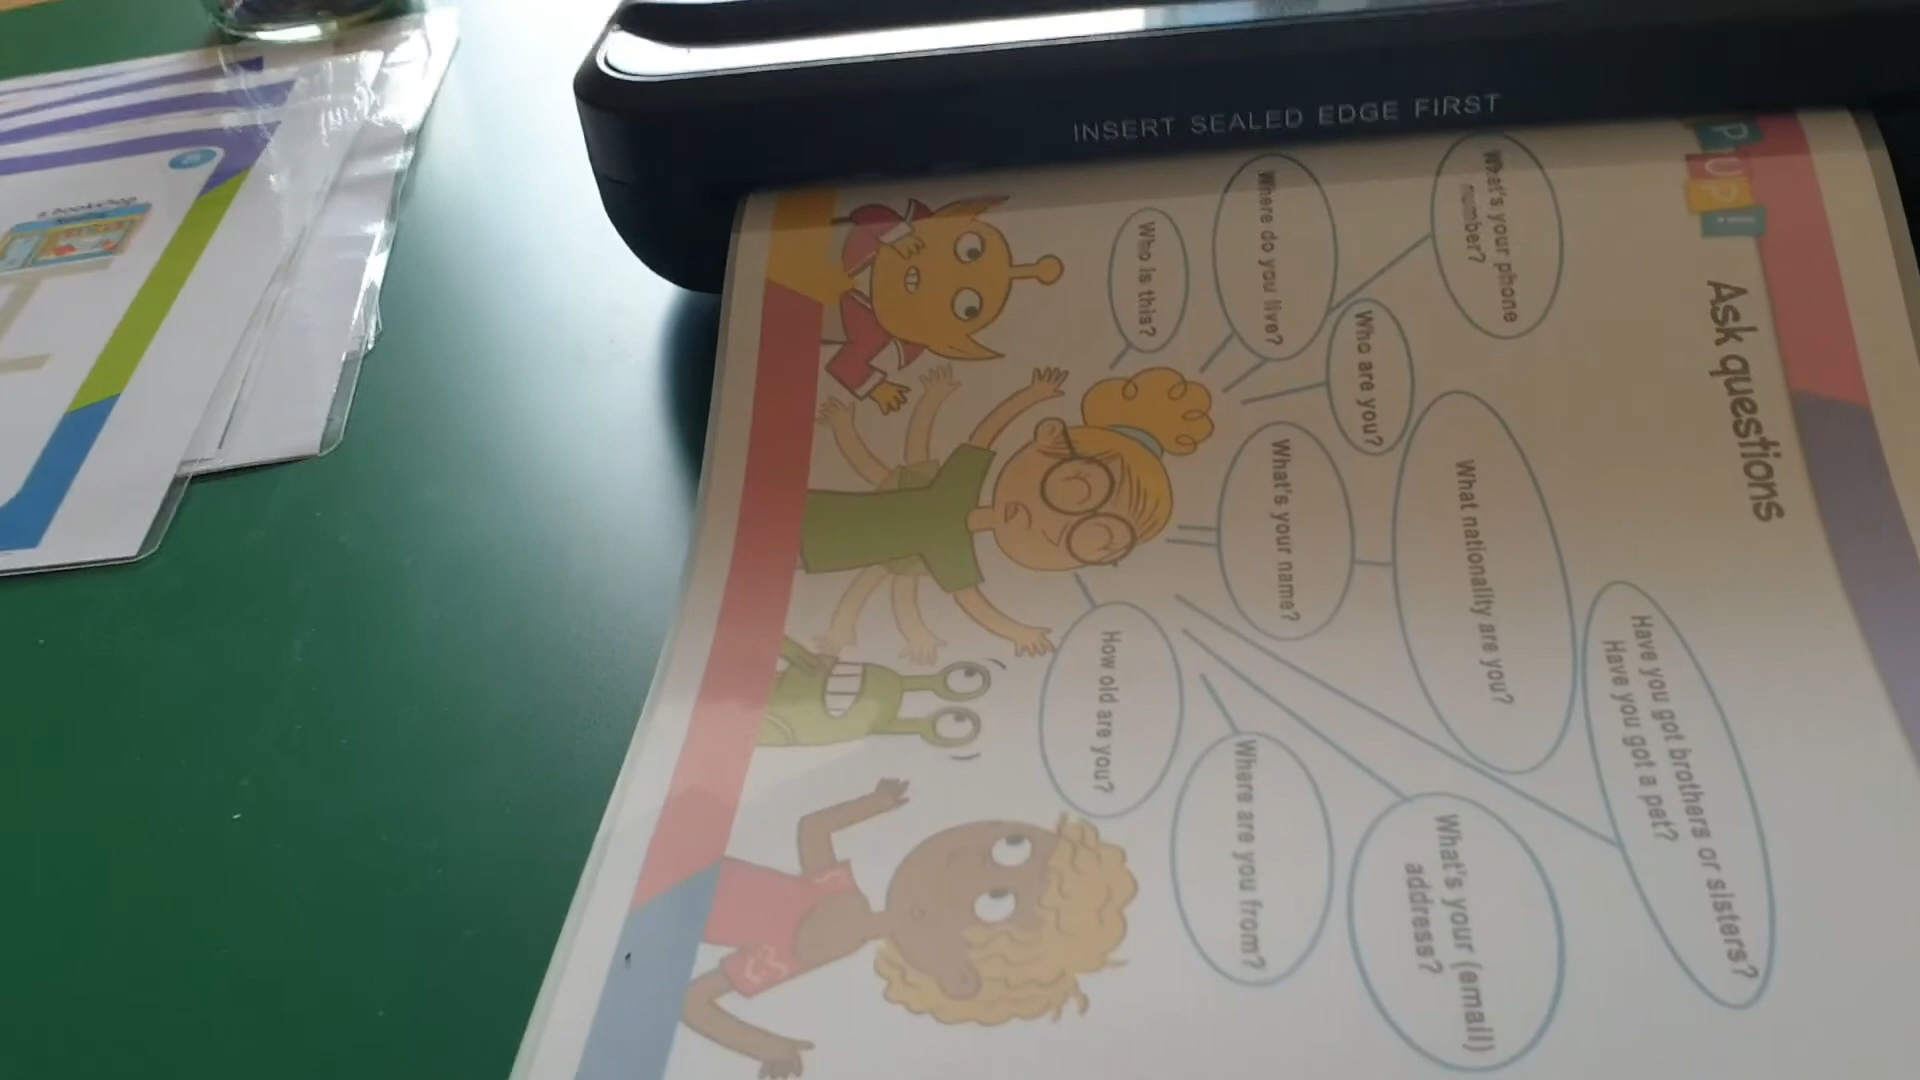 INSERT SEALED EDGE FIRST
PUP!
Ask questions
Have you got brothers or sisters?
Have you got a pet?
What's your phone
number?
What nationality are you?
What's your (email)
address?
Who are you?
Where do you live?
What's your name?
Where are you from?
Who is this?
How old are you?
a bookshop